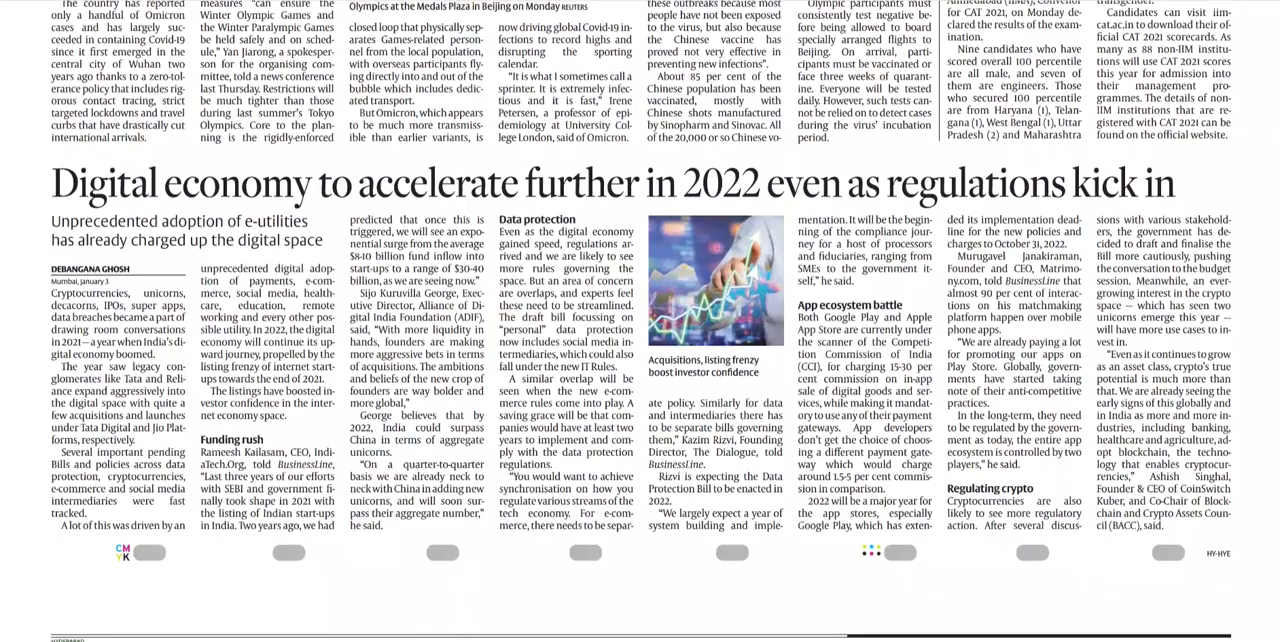 The country has reported
only a handful of Omicron
cases and has largely suc-
ceeded in containing Covid-19
since it first emerged in the
central city of Wuhan two
years ago thanks to a zero-tol-
erance policy that includes rig-
orous contact tracing, strict
targeted lockdowns and travel
curbs that have drastically cut
international arrivals.
measures “can ensure the
Winter Olympic Games and
the Winter Paralympic Games
be held safely and on sched-
ule,” Yan Jiarong, a spokesper-
son for the organising com-
mittee, told a news conference
last Thursday. Restrictions will
be much tighter than those
during last summer’s Tokyo
Olympics. Core to the plan-
ning is the rigidly-enforced
Olympics at the Medals Plaza in Beijing on Monday REUTERS
closed loop that physically sep-
arates Games-related person-
nel from the local population,
with overseas participants fly-
ing directly into and out of the
bubble which includes dedic-
ated transport.
But Omicron, which appears
to be much more transmiss-
ible than earlier variants, is
now driving global Covid-19 in-
fections to record highs and
disrupting the sporting
calendar.
“It is what I sometimes call a
sprinter. It is extremely infec-
tious and it is fast,” Irene
Petersen, a professor of epi-
demiology at University Col-
lege London, said of Omicron.
these outbreaks because most
people have not been exposed
to the virus, but also because
the Chinese vaccine has
proved not very effective in
preventing new infections”.
About 85 per cent of the
Chinese population has been
vaccinated, mostly with
Chinese shots manufactured
by Sinopharm and Sinovac. All
of the 20,000 or so Chinese vo-
Olympic participants must
consistently test negative be-
fore being allowed to board
specially arranged flights to
Beijing. On arrival, parti-
cipants must be vaccinated or
face three weeks of quarant-
ine. Everyone will be tested
daily. However, such tests can-
not be relied on to detect cases
during the virus’ incubation
period.
Ahmedabad (IIMA), Convenor
for CAT 2021, on Monday de-
clared the results of the exam-
ination.
Nine candidates who have
scored overall 100 percentile
are all male, and seven of
them are engineers. Those
who secured 100 percentile
are from Haryana (1), Telan-
gana (1), West Bengal (1), Uttar
Pradesh (2) and Maharashtra
transgender.
Candidates can visit iim-
cat.ac.in to download their of-
ficial CAT 2021 scorecards. As
many as 88 non-IIM institu-
tions will use CAT 2021 scores
this year for admission into
their management pro-
grammes. The details of non-
IIM institutions that are re-
gistered with CAT 2021 can be
found on the official website.
Digital economy to accelerate further in 2022 even as regulations kick in
Unprecedented adoption of e-utilities
has already charged up the digital space
DEBANGANA GHOSH
Mumbai, January 3
Cryptocurrencies, unicorns,
decacorns, IPOs, super apps,
data breaches became a part of
drawing room conversations
in 2021 — a year when India’s di-
gital economy boomed.
The year saw legacy con-
glomerates like Tata and Reli-
ance expand aggressively into
the digital space with quite a
few acquisitions and launches
under Tata Digital and Jio Plat-
forms, respectively.
Several important pending
Bills and policies across data
protection, cryptocurrencies,
e-commerce and social media
intermediaries were fast
tracked.
A lot of this was driven by an
unprecedented digital adop-
tion of payments, e-com-
merce, social media, health-
care, education, remote
working and every other pos-
sible utility. In 2022, the digital
economy will continue its up-
ward journey, propelled by the
listing frenzy of internet start-
ups towards the end of 2021.
The listings have boosted in-
vestor confidence in the inter-
net economy space.
Funding rush
Rameesh Kailasam, CEO, Indi-
aTech.Org, told BusinessLine,
“Last three years of our efforts
with SEBI and government fi-
nally took shape in 2021 with
the listing of Indian start-ups
in India. Two years ago, we had
predicted that once this is
triggered, we will see an expo-
nential surge from the average
$8-10 billion fund inflow into
start-ups to a range of $30-40
billion, as we are seeing now.”
Sijo Kuruvilla George, Exec-
utive Director, Alliance of Di-
gital India Foundation (ADIF),
said, “With more liquidity in
hands, founders are making
more aggressive bets in terms
of acquisitions. The ambitions
and beliefs of the new crop of
founders are way bolder and
more global,”
George believes that by
2022, India could surpass
China in terms of aggregate
unicorns.
“On a quarter-to-quarter
basis we are already neck to
neck with China in adding new
unicorns, and will soon sur-
pass their aggregate number,”
he said.
Data protection
Even as the digital economy
gained speed, regulations ar-
rived and we are likely to see
more rules governing the
space. But an area of concern
are overlaps, and experts feel
these need to be streamlined.
The draft bill focussing on
“personal” data protection
now includes social media in-
termediaries, which could also
fall under the new IT Rules.
A similar overlap will be
seen when the new e-com-
merce rules come into play. A
saving grace will be that com-
panies would have at least two
years to implement and com-
ply with the data protection
regulations.
“You would want to achieve
synchronisation on how you
regulate various streams of the
tech economy. For e-com-
merce, there needs to be separ-
Acquisitions, listing frenzy
boost investor confidence
ate policy. Similarly for data
and intermediaries there has
to be separate bills governing
them,” Kazim Rizvi, Founding
Director, The Dialogue, told
BusinessLine.
Rizvi is expecting the Data
Protection Bill to be enacted in
2022.
“We largely expect a year of
system building and imple-
mentation. It will be the begin-
ning of the compliance jour-
ney for a host of processors
and fiduciaries, ranging from
SMEs to the government it-
self,” he said.
App ecosystem battle
Both Google Play and Apple
App Store are currently under
the scanner of the Competi-
tion Commission of India
(CCI), for charging 15-30 per
cent commission on in-app
sale of digital goods and ser-
vices, while making it mandat-
ory to use any of their payment
gateways. App developers
don’t get the choice of choos-
ing a different payment gate-
way which would charge
around 1.5-5 per cent commis-
sion in comparison.
2022 will be a major year for
the app stores, especially
Google Play, which has exten-
ded its implementation dead-
line for the new policies and
charges to October 31, 2022.
Murugavel Janakiraman,
Founder and CEO, Matrimo-
ny.com, told BusinessLine that
almost 90 per cent of interac-
tions on his matchmaking
platform happen over mobile
phone apps.
“We are already paying a lot
for promoting our apps on
Play Store. Globally, govern-
ments have started taking
note of their anti-competitive
practices.
In the long-term, they need
to be regulated by the govern-
ment as today, the entire app
ecosystem is controlled by two
players,” he said.
Regulating crypto
Cryptocurrencies are also
likely to see more regulatory
action. After several discus-
sions with various stakehold-
ers, the government has de-
cided to draft and finalise the
Bill more cautiously, pushing
the conversation to the budget
session. Meanwhile, an ever-
growing interest in the crypto
space — which has seen two
unicorns emerge this year —
will have more use cases to in-
vest in.
“Even as it continues to grow
as an asset class, crypto’s true
potential is much more than
that. We are already seeing the
early signs of this globally and
in India as more and more in-
dustries, including banking,
healthcare and agriculture, ad-
opt blockchain, the techno-
logy that enables cryptocur-
rencies,” Ashish Singhal,
Founder & CEO of CoinSwitch
Kuber, and Co-Chair of Block-
chain and Crypto Assets Coun-
cil (BACC), said.
CM
YK
HY-HYE
HYDERABAD